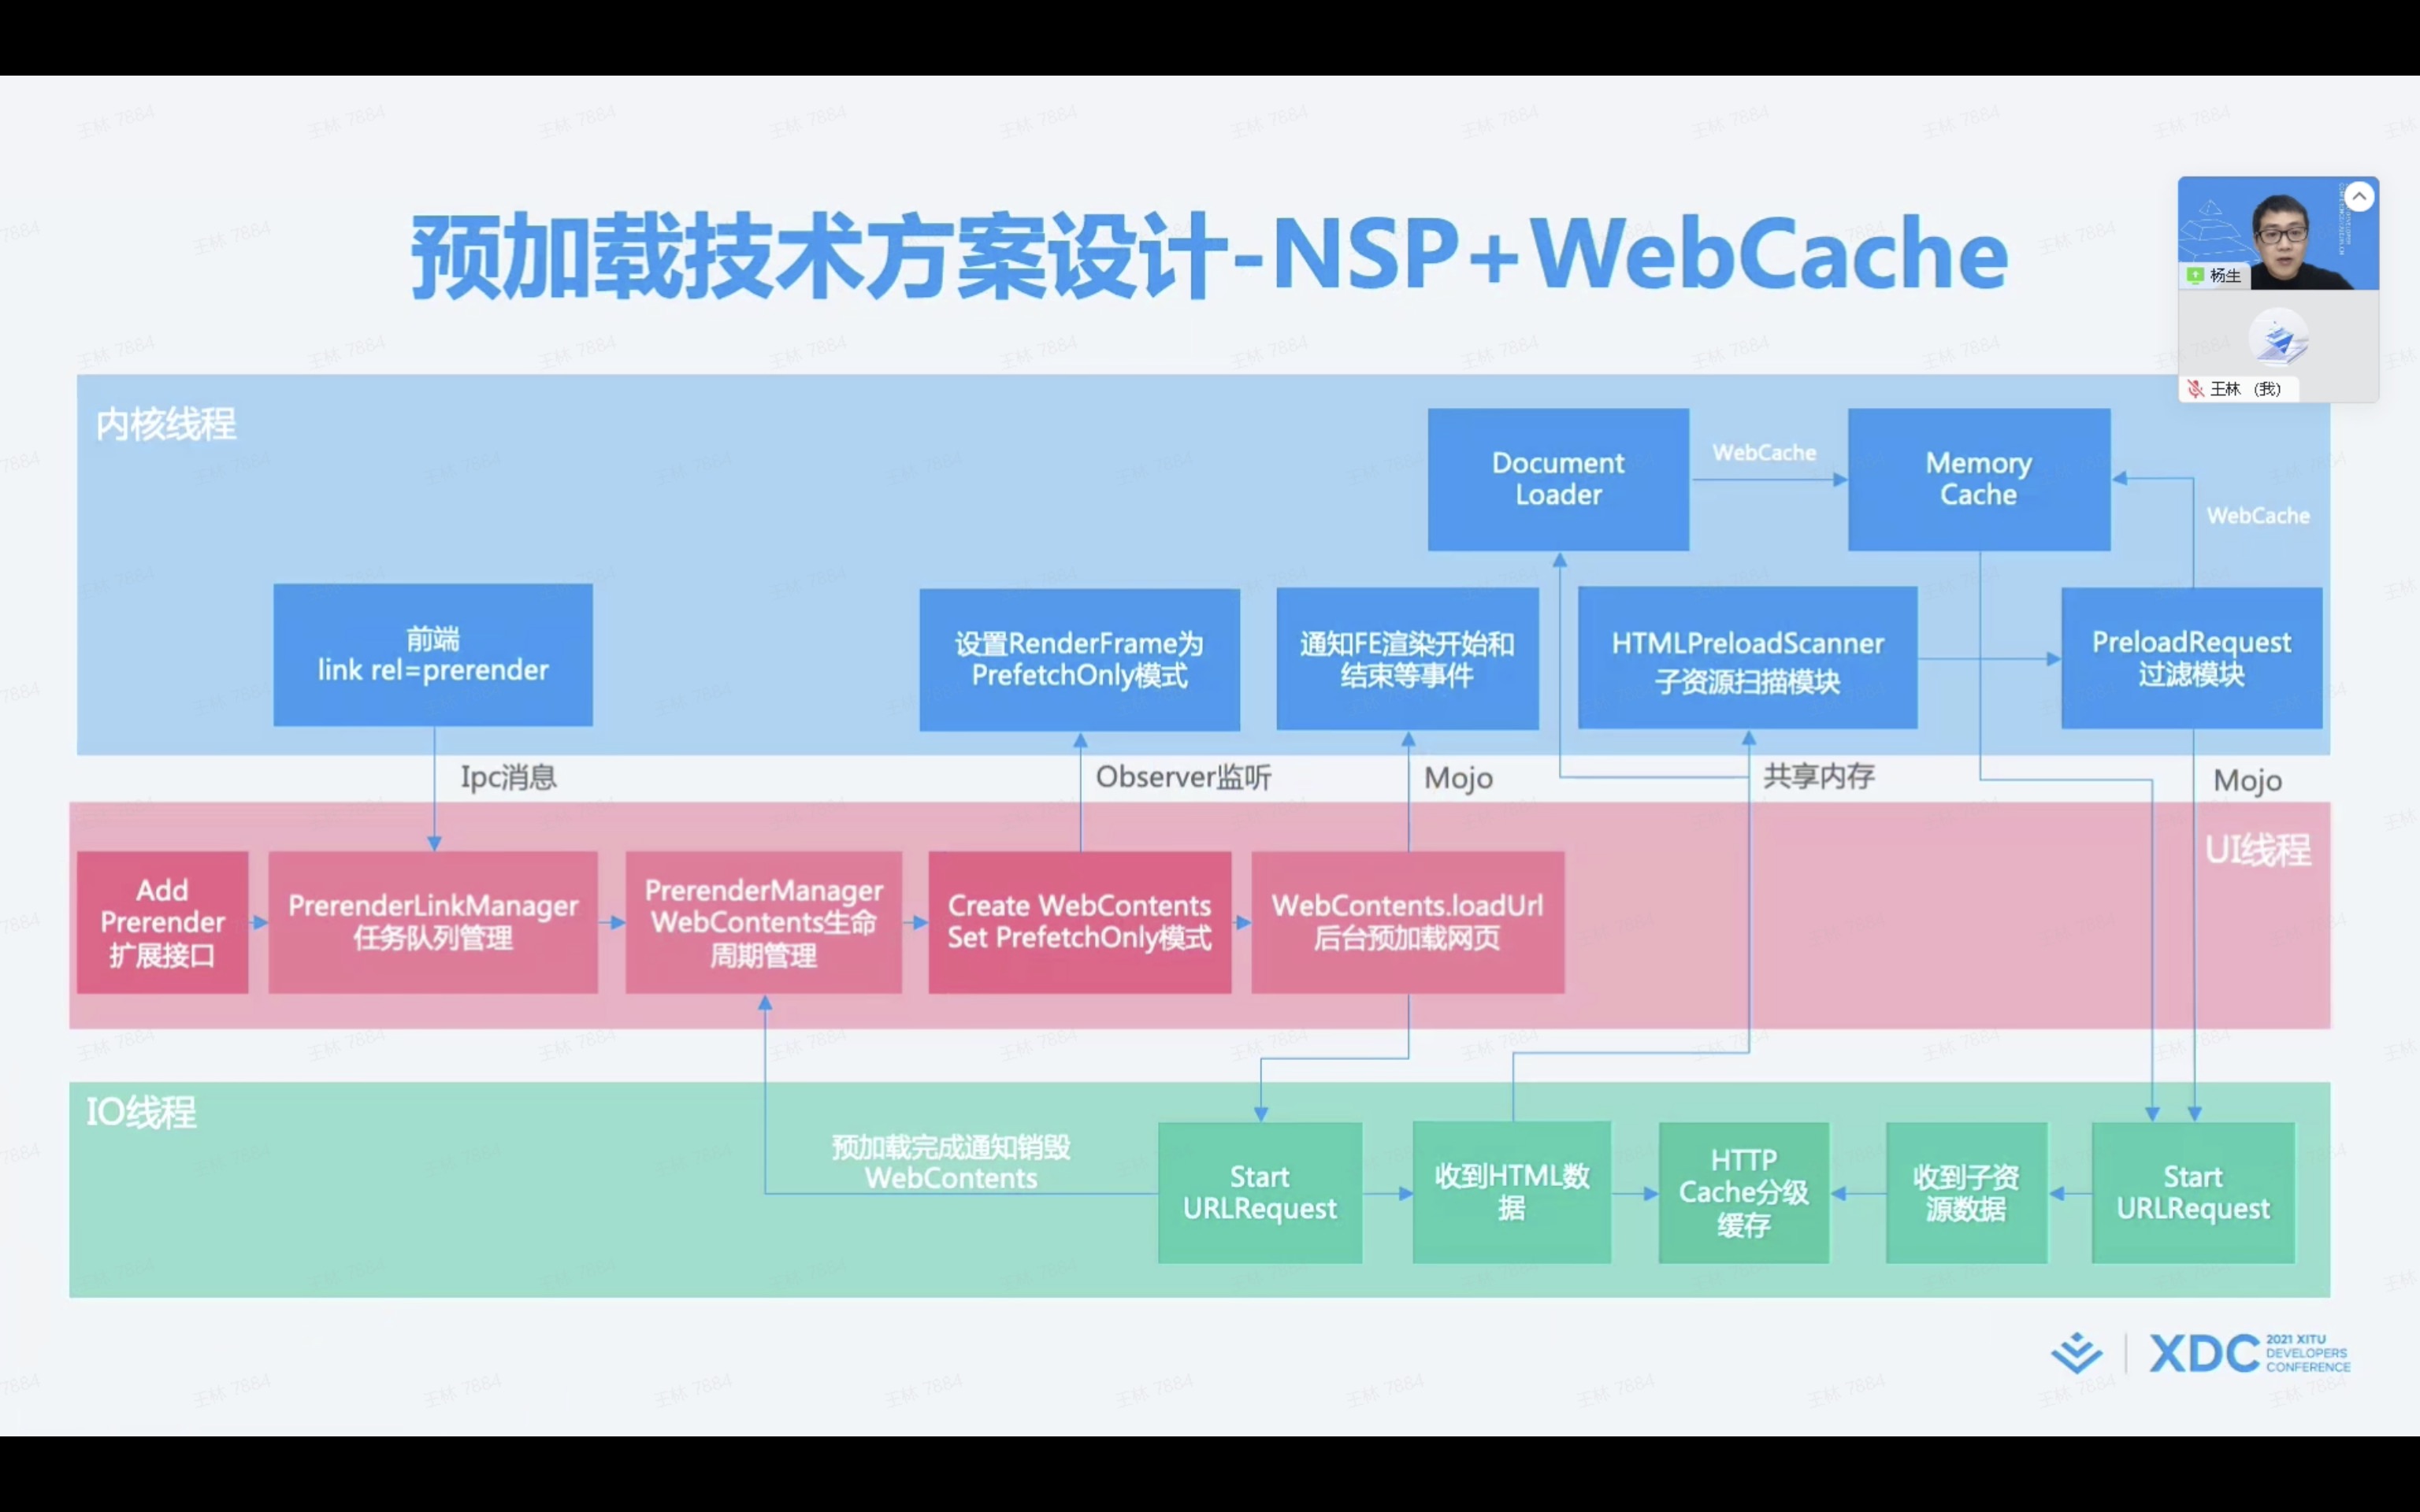 预加载技术方案设计-NSP+WebCache
杨生
王林 (我)
内核线程
Document
Loader
WebCache
Memory
Cache
WebCache
前端
link rel=prerender
设置RenderFrame为
PrefetchOnly模式
通知FE渲染开始和
结束等事件
HTMLPreloadScanner
子资源扫描模块
PreloadRequest
过滤模块
Ipc消息
Observer监听
Mojo
共享内存
Mojo
UI线程
Add
Prerender
扩展接口
PrerenderLinkManager
任务队列管理
PrerenderManager
WebContents生命
周期管理
Create WebContents
Set PrefetchOnly模式
WebContents.loadUrl
后台预加载网页
IO线程
预加载完成通知销毁
WebContents
Start
URLRequest
收到HTML数
据
HTTP
Cache分级
缓存
收到子资
源数据
Start
URLRequest
XDC
2021 XITU
DEVELOPERS
CONFERENCE
王林 7884